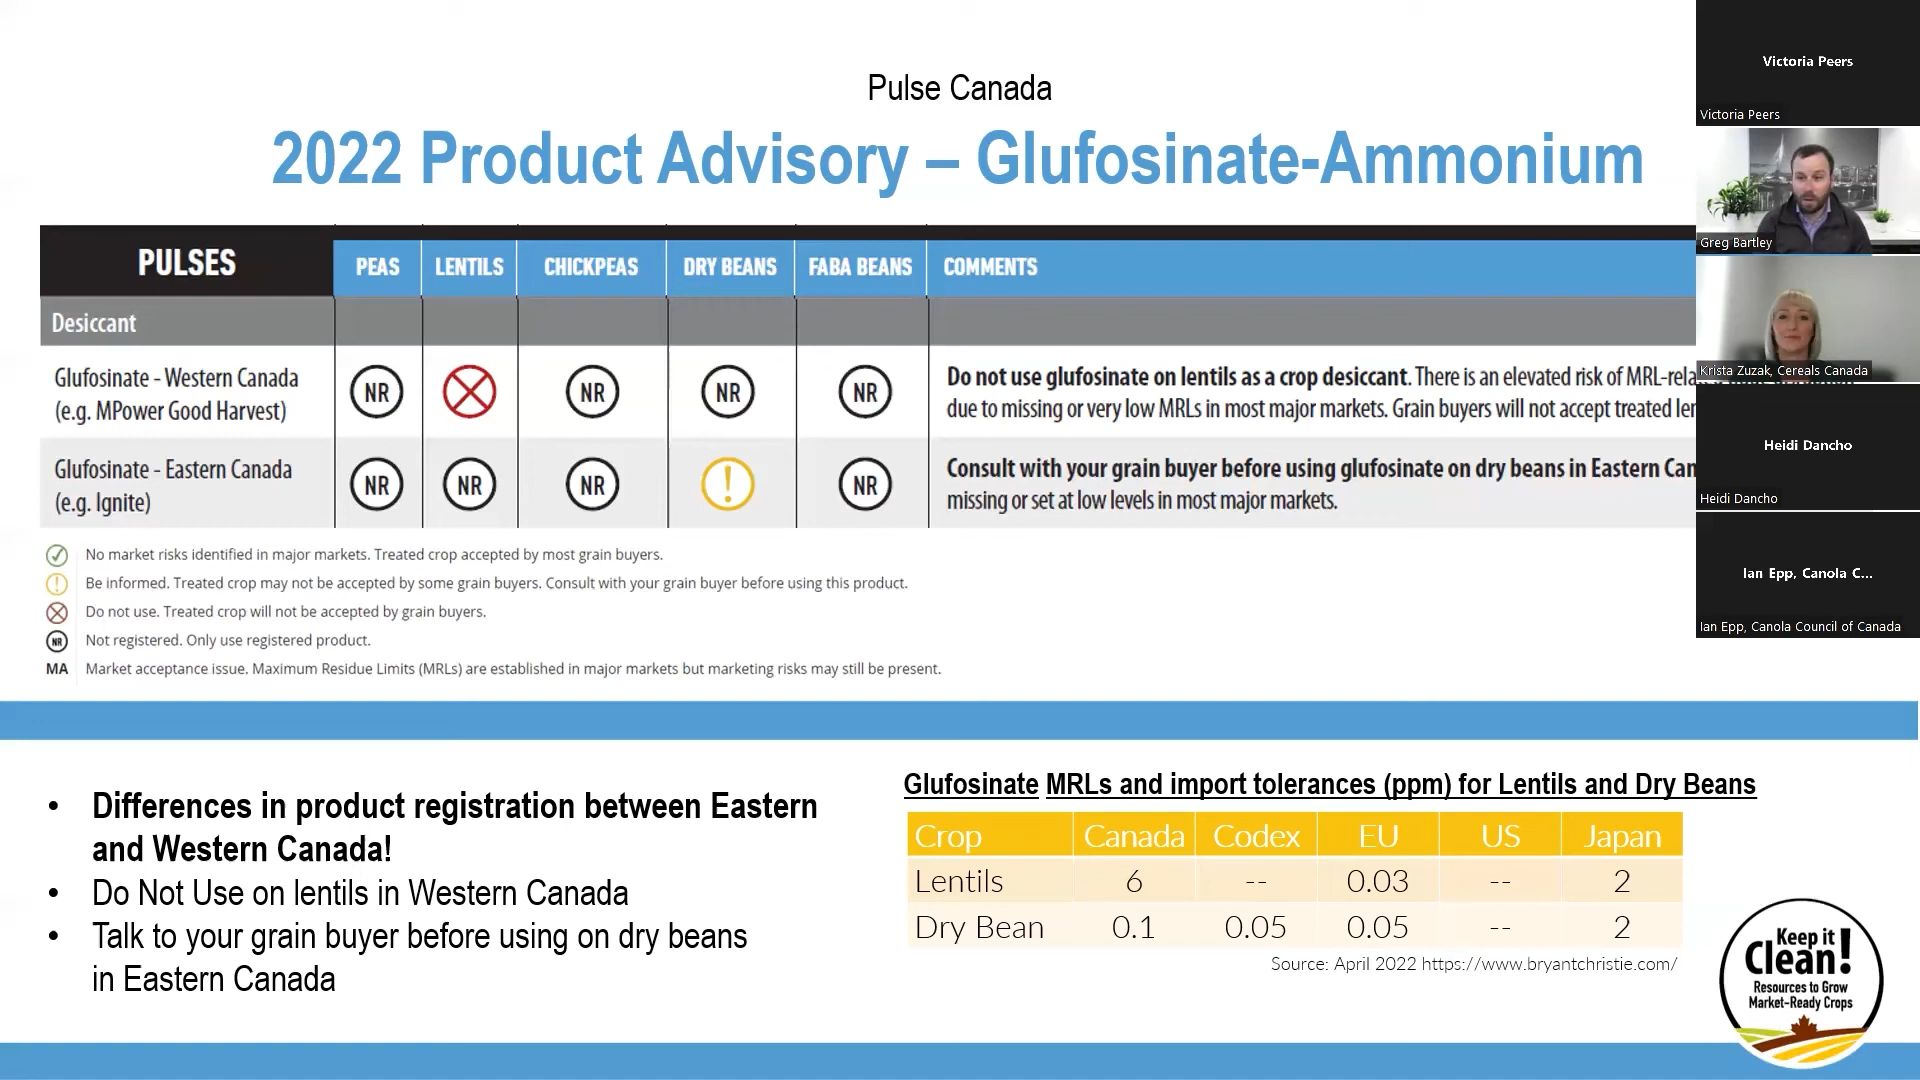 Pulse Canada
2022 Product Advisory – Glufosinate-Ammonium
PULSES PEAS LENTILS CHICKPEAS DRY BEANS FABA BEANS COMMENTS
Desiccant
Glufosinate - Western Canada
(e.g. MPower Good Harvest)
NR NR NR NR
Do not use glufosinate on lentils as a crop desiccant. There is an elevated risk of
due to missing or very low MRLs in most major markets. Grain buyers will not accept treated
Glufosinate - Eastern Canada
(e.g. Ignite)
NR NR NR ! NR
Consult with your grain buyer before using glufosinate on dry beans in Eastern
missing or set at low levels in most major markets.
No market risks identified in major markets. Treated crop accepted by most grain buyers.
! Be informed. Treated crop may not be accepted by some grain buyers. Consult with your grain buyer before using this product.
Do not use. Treated crop will not be accepted by grain buyers.
NR Not registered. Only use registered product.
MA Market acceptance issue. Maximum Residue Limits (MRLs) are established in major markets but marketing risks may still be present.
• Differences in product registration between Eastern
and Western Canada!
• Do Not Use on lentils in Western Canada
• Talk to your grain buyer before using on dry beans
in Eastern Canada
Glufosinate MRLs and import tolerances (ppm) for Lentils and Dry Beans
Crop Canada Codex EU US Japan
Lentils 6 -- 0.03 -- 2
Dry Bean 0.1 0.05 0.05 -- 2
Source: April 2022 https://www.bryantchristie.com/
Keep it
Clean!
Resources to Grow
Market-Ready Crops
Victoria Peers
Victoria Peers
Greg Bartley
Krista Zuzak, Cereals Canada
Heidi Dancho
Heidi Dancho
Ian Epp, Canola C...
Ian Epp, Canola Council of Canada